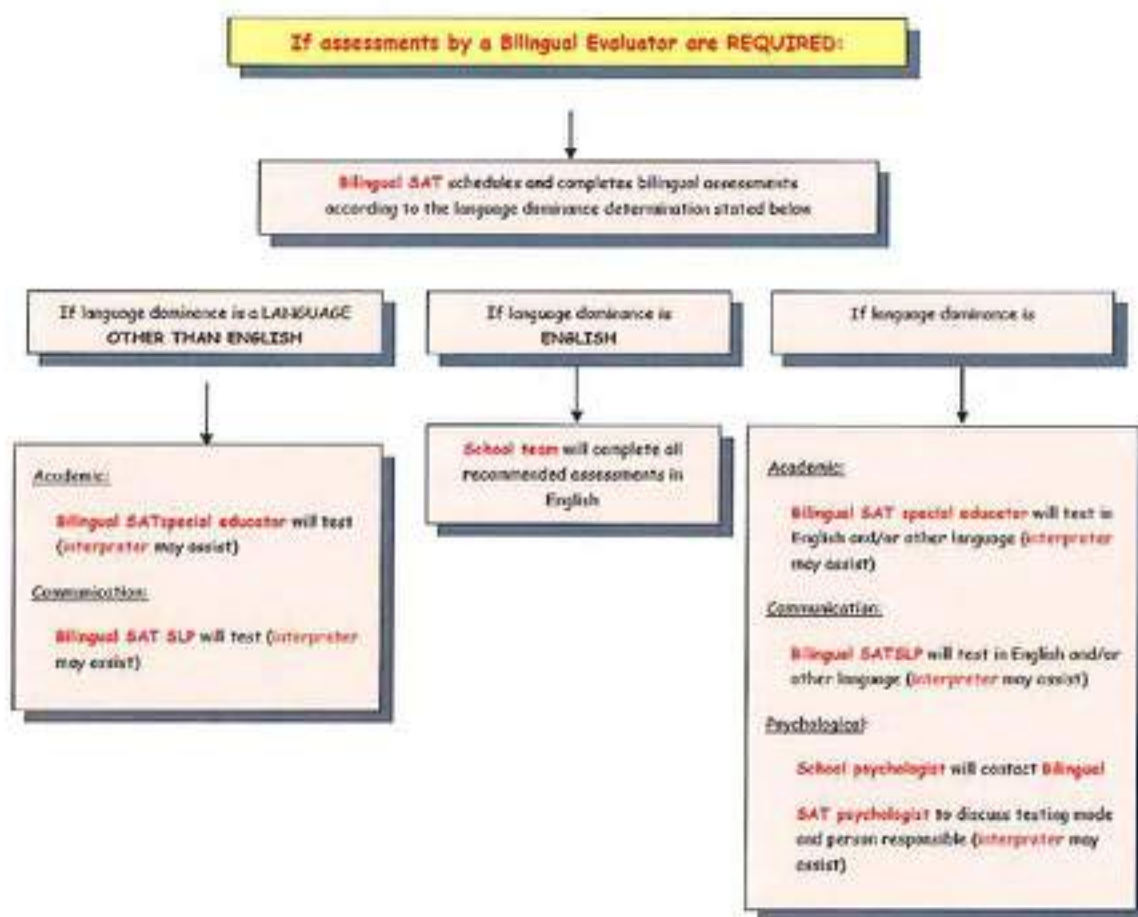 If assessments by a Bilingual Evaluator are REQUIRED:
Bilingual SAT schedules and completes bilingual assessments
according to the language dominance determination stated below
If language dominance is a LANGUAGE
OTHER THAN ENGLISH
If language dominance is
ENGLISH
If language dominance is
Academic:
Bilingual SATspecial educator will test
(interpreter may assist)
Communication:
Bilingual SAT SLP will test (interpreter
may assist)
School team will complete all
recommended assessments in
English
Academic:
Bilingual SAT special educator will test in
English and/or other language (interpreter
may assist)
Communication:
Bilingual SATSLP will test in English and/or
other language (interpreter may assist)
Psychological:
School psychologist will contact Bilingual
SAT psychologist to discuss testing mode
and person responsible (interpreter may
assist)